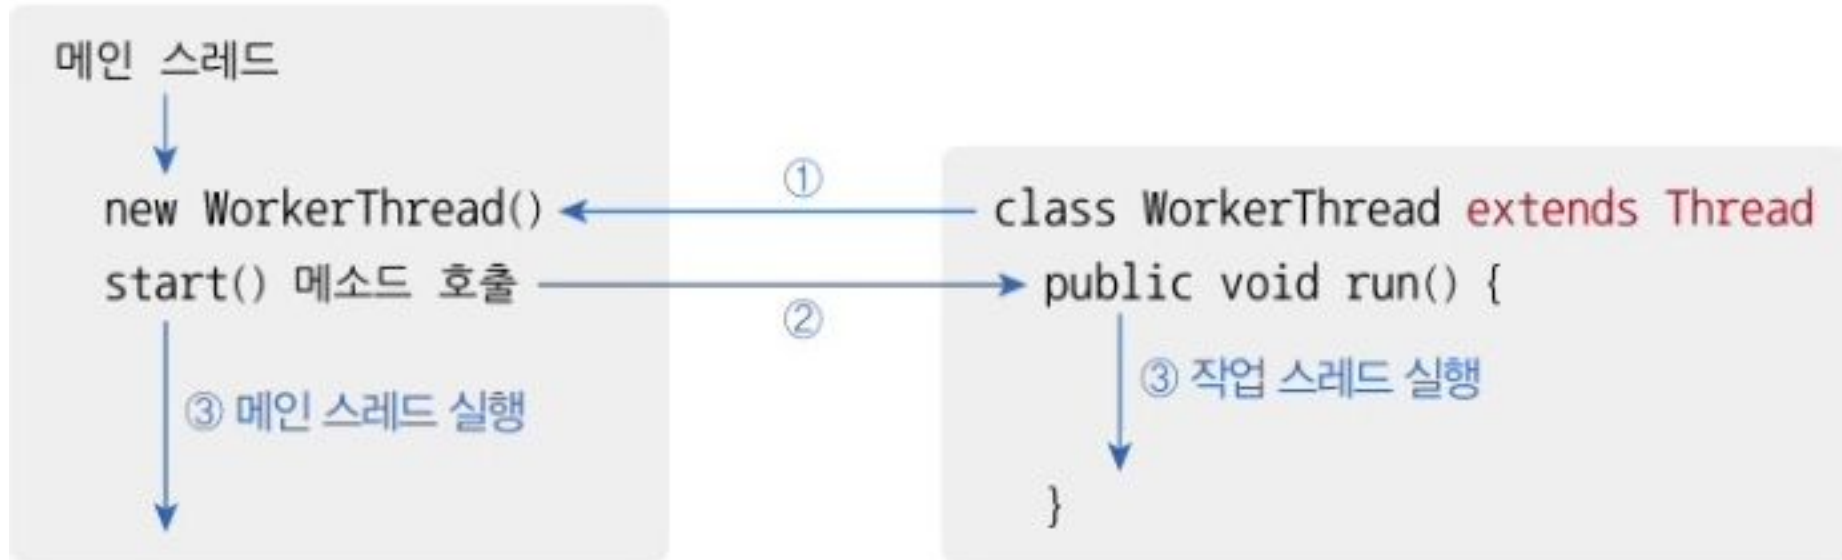 메인 스레드
①
new WorkerThread()
class WorkerThread extends Thread
start() 메소드 호출
public void run() {
②
③ 작업 스레드 실행
③ 메인 스레드 실행
}